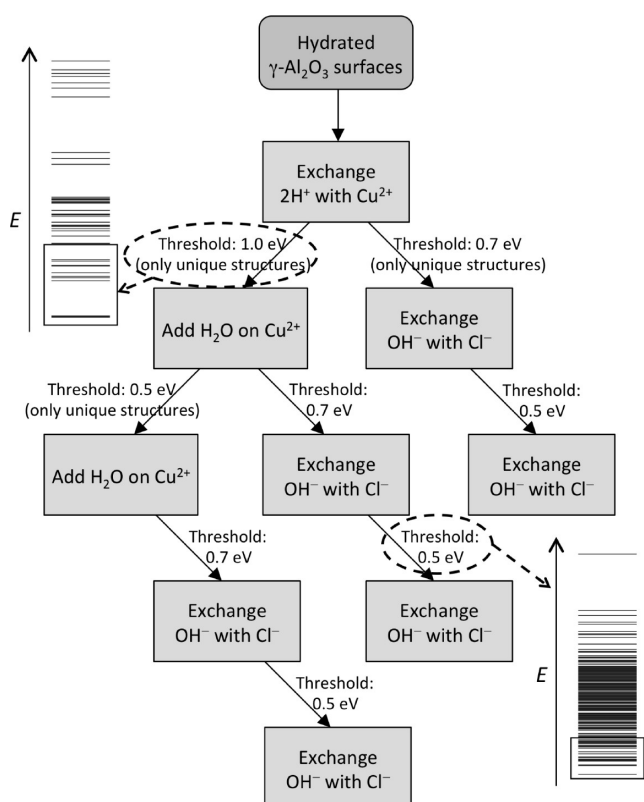 Hydrated
γ-Al₂O₃ surfaces
Exchange
2H⁺ with Cu²⁺
E
Threshold: 1.0 eV
(only unique structures)
Threshold: 0.7 eV
(only unique structures)
Add H₂O on Cu²⁺
Exchange
OH⁻ with Cl⁻
Threshold: 0.5 eV
(only unique structures)
Threshold:
0.7 eV
Threshold:
0.5 eV
Add H₂O on Cu²⁺
Exchange
OH⁻ with Cl⁻
Exchange
OH⁻ with Cl⁻
Threshold:
0.7 eV
Threshold:
0.5 eV
Exchange
OH⁻ with Cl⁻
Exchange
OH⁻ with Cl⁻
E
Threshold:
0.5 eV
Exchange
OH⁻ with Cl⁻